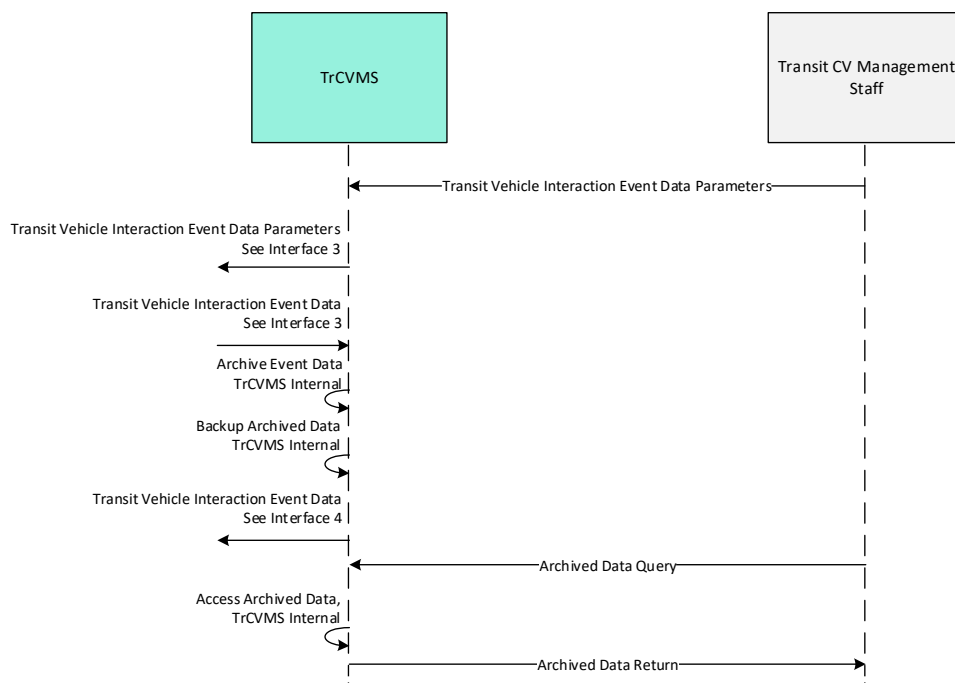 TrCVMS
Transit CV Management
Staff
Transit Vehicle Interaction Event Data Parameters
Transit Vehicle Interaction Event Data Parameters
See Interface 3
Transit Vehicle Interaction Event Data
See Interface 3
Archive Event Data
TrCVMS Internal
Backup Archived Data
TrCVMS Internal
Transit Vehicle Interaction Event Data
See Interface 4
Archived Data Query
Access Archived Data,
TrCVMS Internal
Archived Data Return